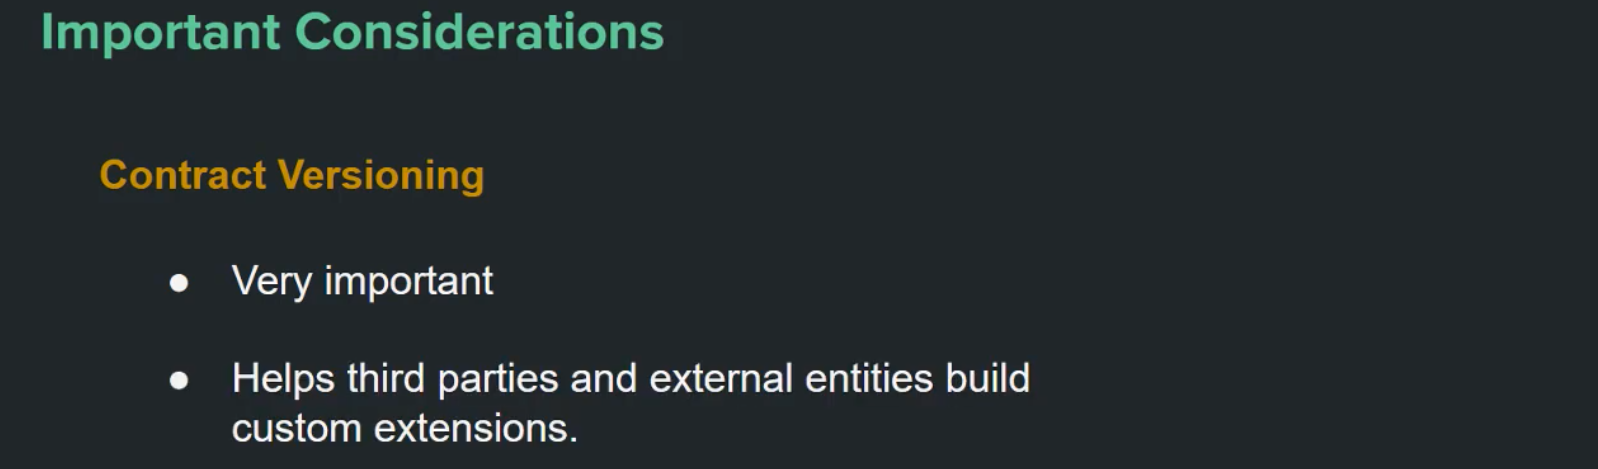 Important Considerations
Contract Versioning
● Very important
● Helps third parties and external entities build
custom extensions.